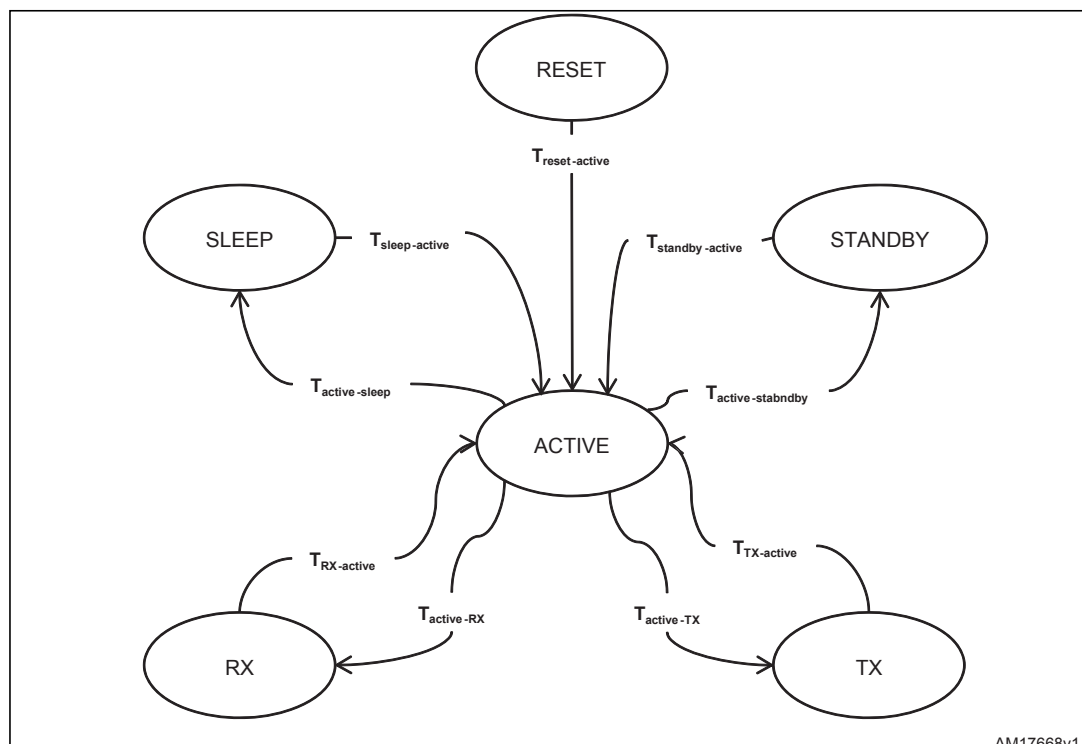 RESET
Treset-active
SLEEP
Tsleep-active
Tstandby-active
STANDBY
Tactive-sleep
Tactive-stabndby
ACTIVE
TRX-active
TTX-active
Tactive-RX
Tactive-TX
RX
TX
AM17668v1